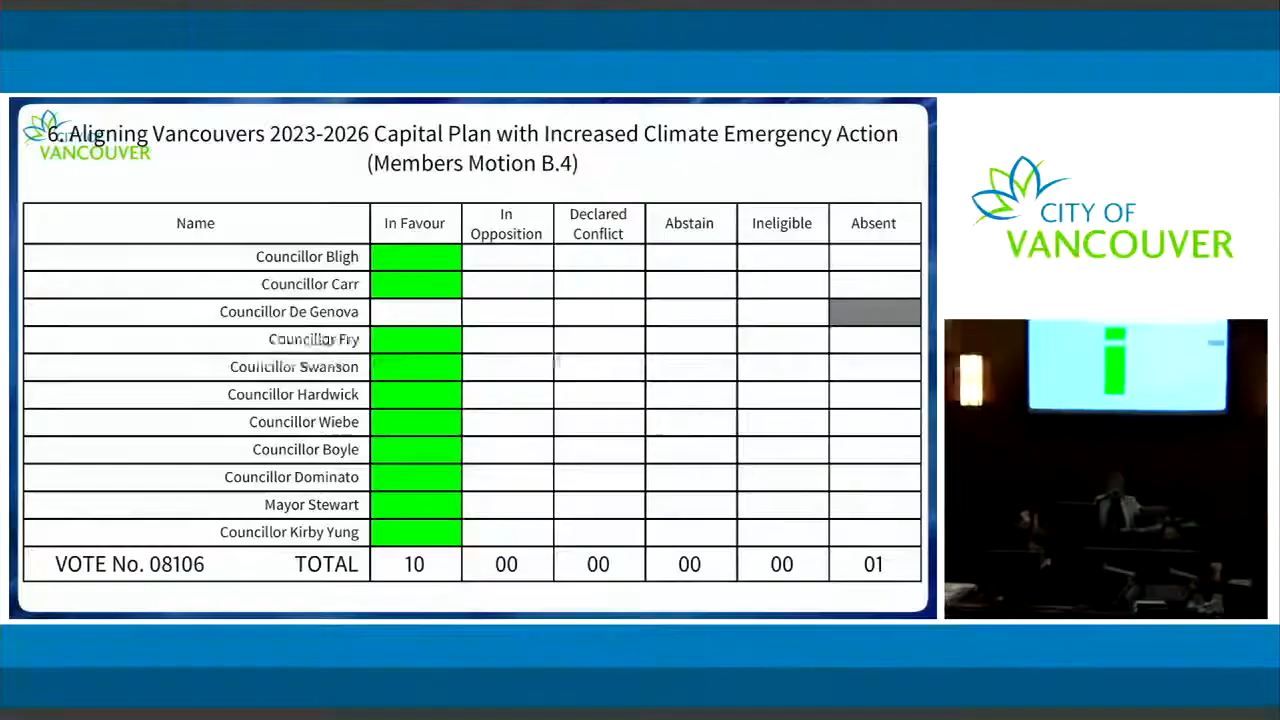 6. Aligning Vancouvers 2023-2026 Capital Plan with Increased Climate Emergency Action
(Members Motion B.4)
CITY OF
VANCOUVER
Name In Favour In Opposition Declared Conflict Abstain Ineligible Absent
Councillor Bligh
Councillor Carr
Councillor De Genova
Councillor Fry
Councillor Swanson
Councillor Hardwick
Councillor Wiebe
Councillor Boyle
Councillor Dominato
Mayor Stewart
Councillor Kirby Yung
VOTE No. 08106 TOTAL 10 00 00 00 00 01
CITY OF
VANCOUVER